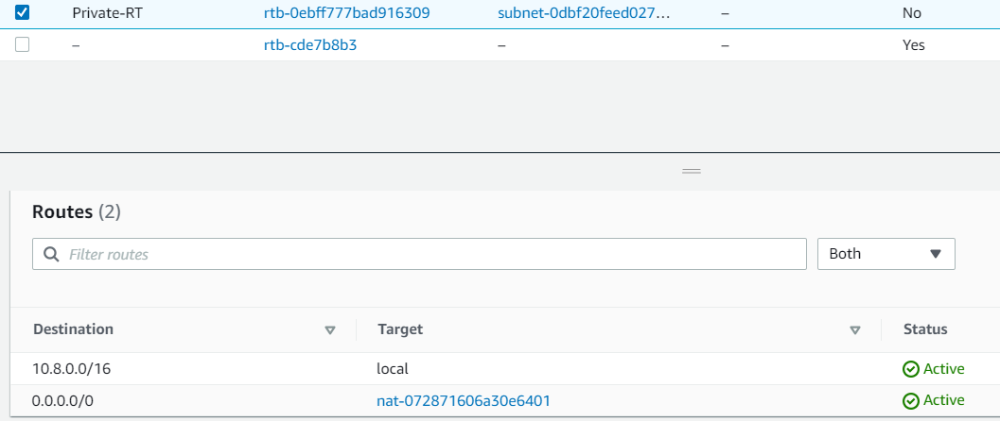 Private-RT rtb-0ebff777bad916309 subnet-0dbf20feed027... – No
– rtb-cde7b8b3 – – Yes
Routes (2)
Filter routes Both
Destination Target Status
10.8.0.0/16 local Active
0.0.0.0/0 nat-072871606a30e6401 Active